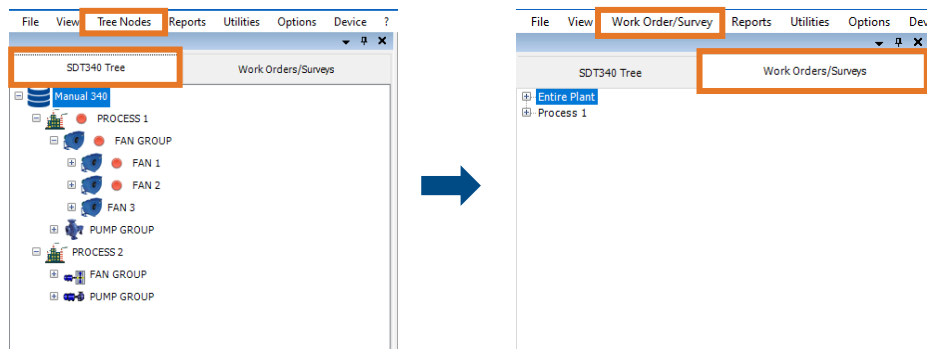 File View Tree Nodes Reports Utilities Options Device ?
SDT340 Tree Work Orders/Surveys
Manual 340
PROCESS 1
FAN GROUP
FAN 1
FAN 2
FAN 3
PUMP GROUP
PROCESS 2
FAN GROUP
PUMP GROUP
File View Work Order/Survey Reports Utilities Options Dev
SDT340 Tree Work Orders/Surveys
Entire Plant
Process 1